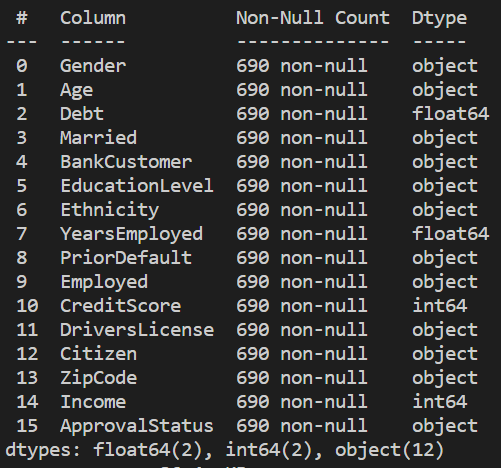 #   Column          Non-Null Count  Dtype
---  ------          --------------  -----
0   Gender          690 non-null    object
1   Age             690 non-null    object
2   Debt            690 non-null    float64
3   Married         690 non-null    object
4   BankCustomer    690 non-null    object
5   EducationLevel  690 non-null    object
6   Ethnicity       690 non-null    object
7   YearsEmployed   690 non-null    float64
8   PriorDefault    690 non-null    object
9   Employed        690 non-null    object
10  CreditScore     690 non-null    int64
11  DriversLicense  690 non-null    object
12  Citizen         690 non-null    object
13  ZipCode         690 non-null    object
14  Income          690 non-null    int64
15  ApprovalStatus  690 non-null    object
dtypes: float64(2), int64(2), object(12)